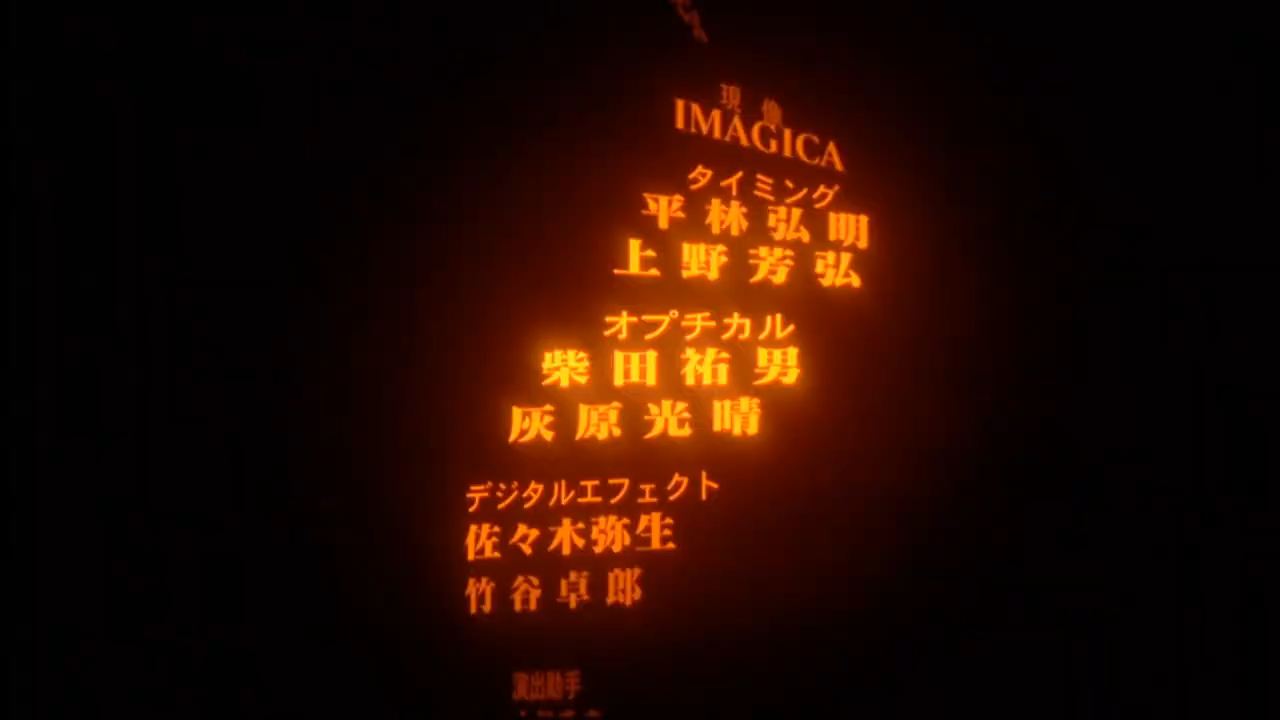 現像
IMAGICA
タイミング
平林弘明
上野芳弘
オプチカル
柴田祐男
灰原光晴
デジタルエフェクト
佐々木弥生
竹谷卓郎
演出助手